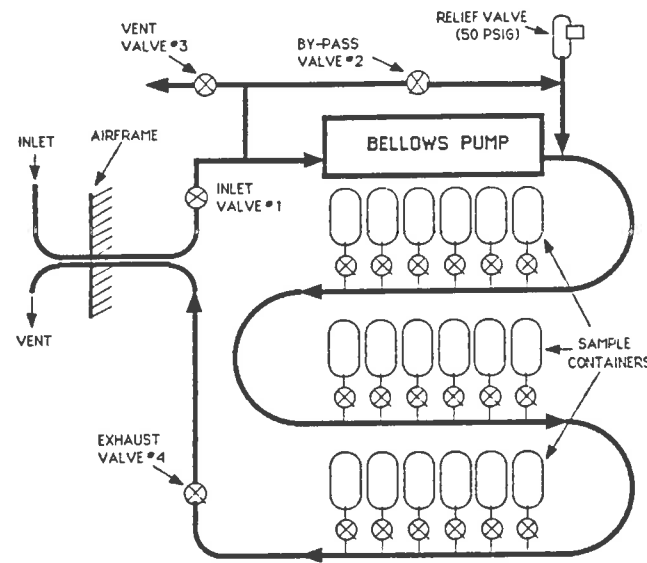 RELIEF VALVE
(50 PSIG)
VENT
VALVE #3
BY-PASS
VALVE #2
AIRFRAME
INLET
BELLOWS PUMP
INLET
VALVE #1
VENT
SAMPLE
CONTAINERS
EXHAUST
VALVE #4